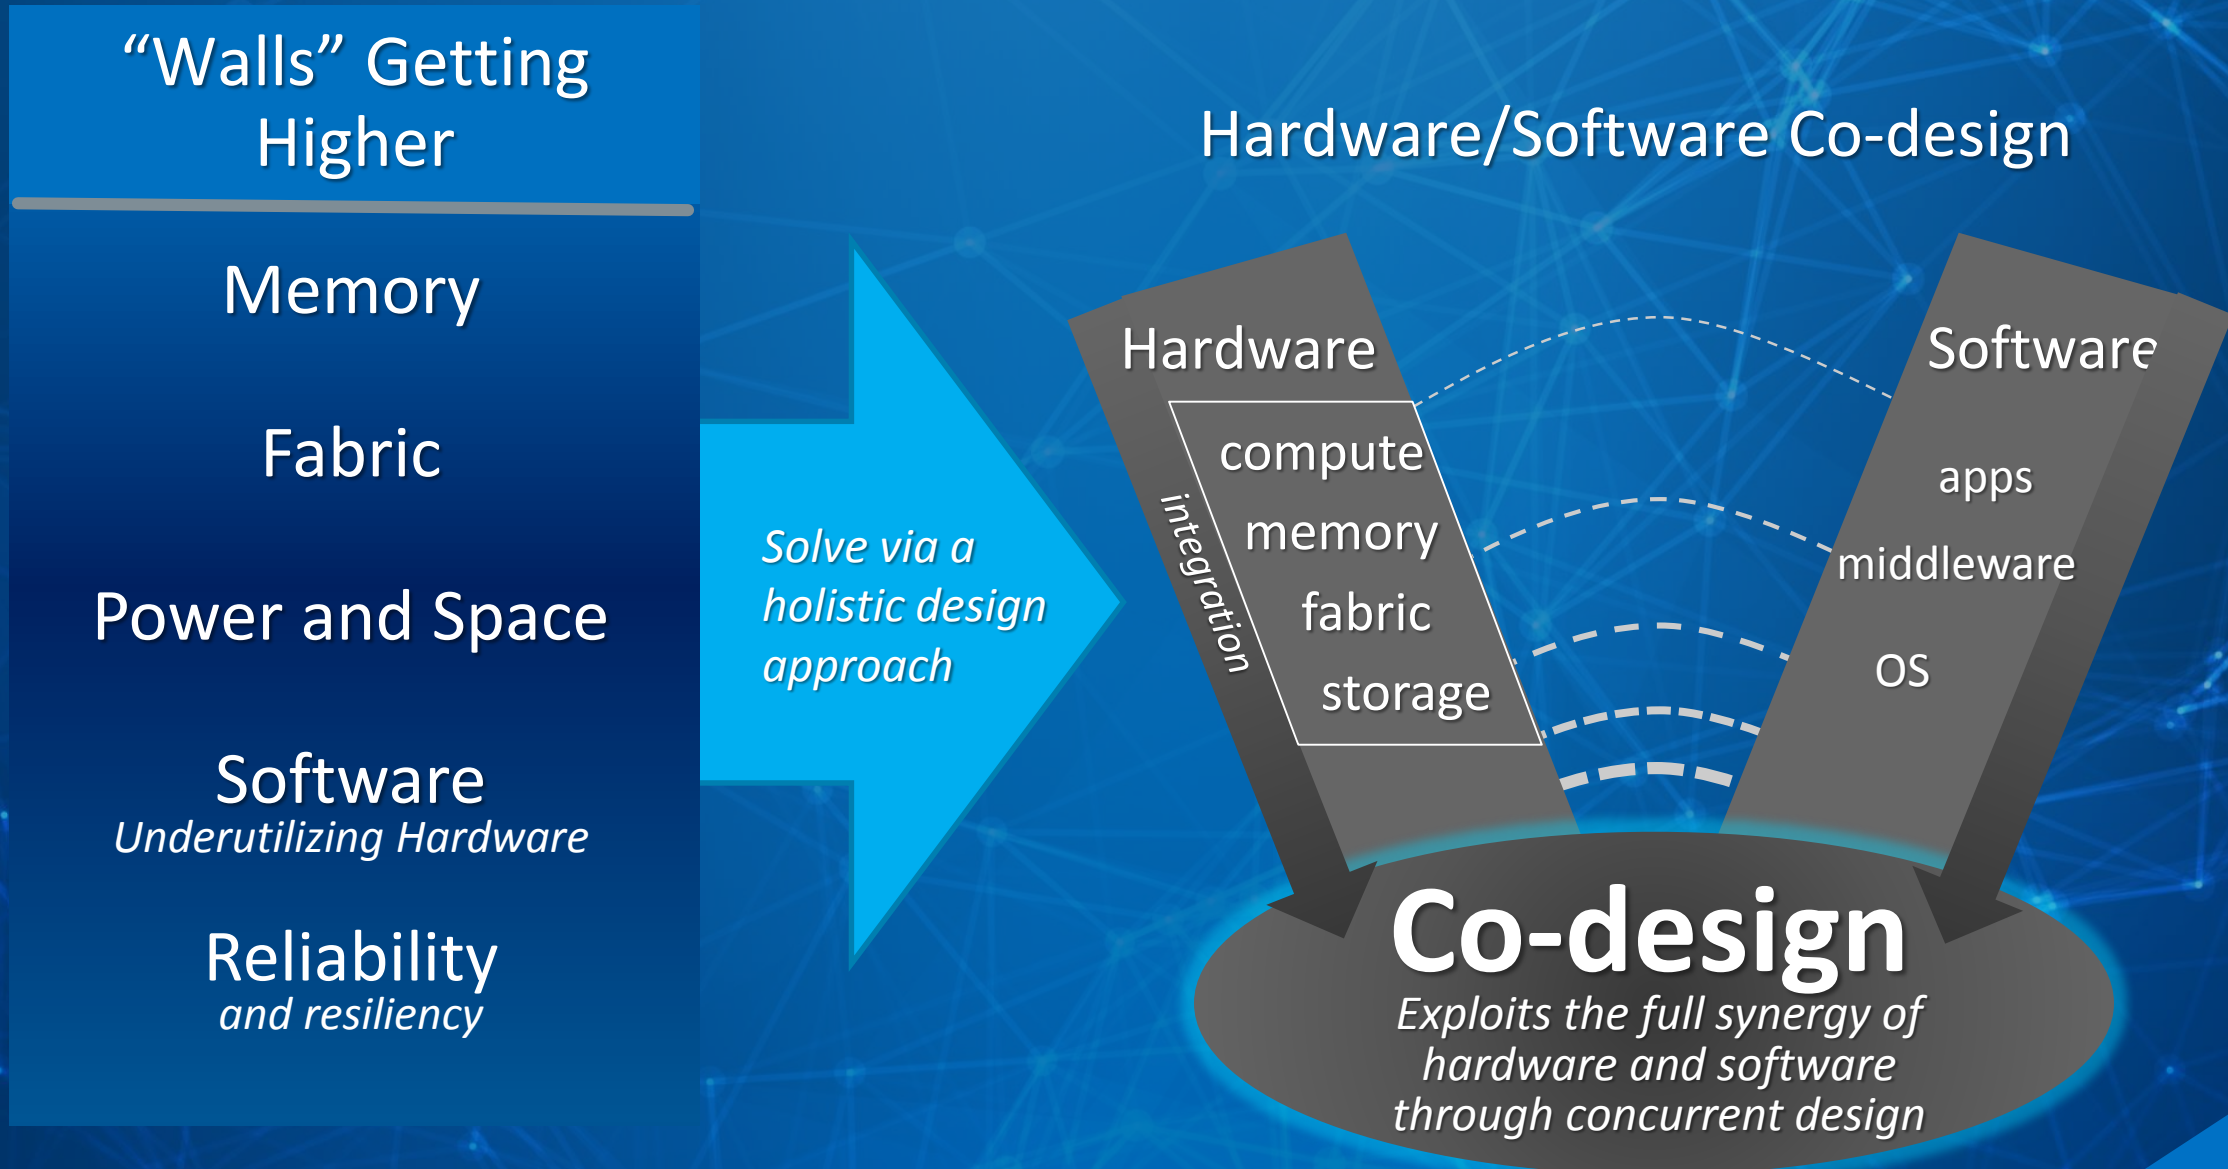 “Walls” Getting
Higher
Memory
Fabric
Power and Space
Software
Underutilizing Hardware
Reliability
and resiliency
Solve via a
holistic design
approach
Hardware/Software Co-design
Hardware
compute
memory
fabric
storage
integration
Software
apps
middleware
OS
Co-design
Exploits the full synergy of
hardware and software
through concurrent design